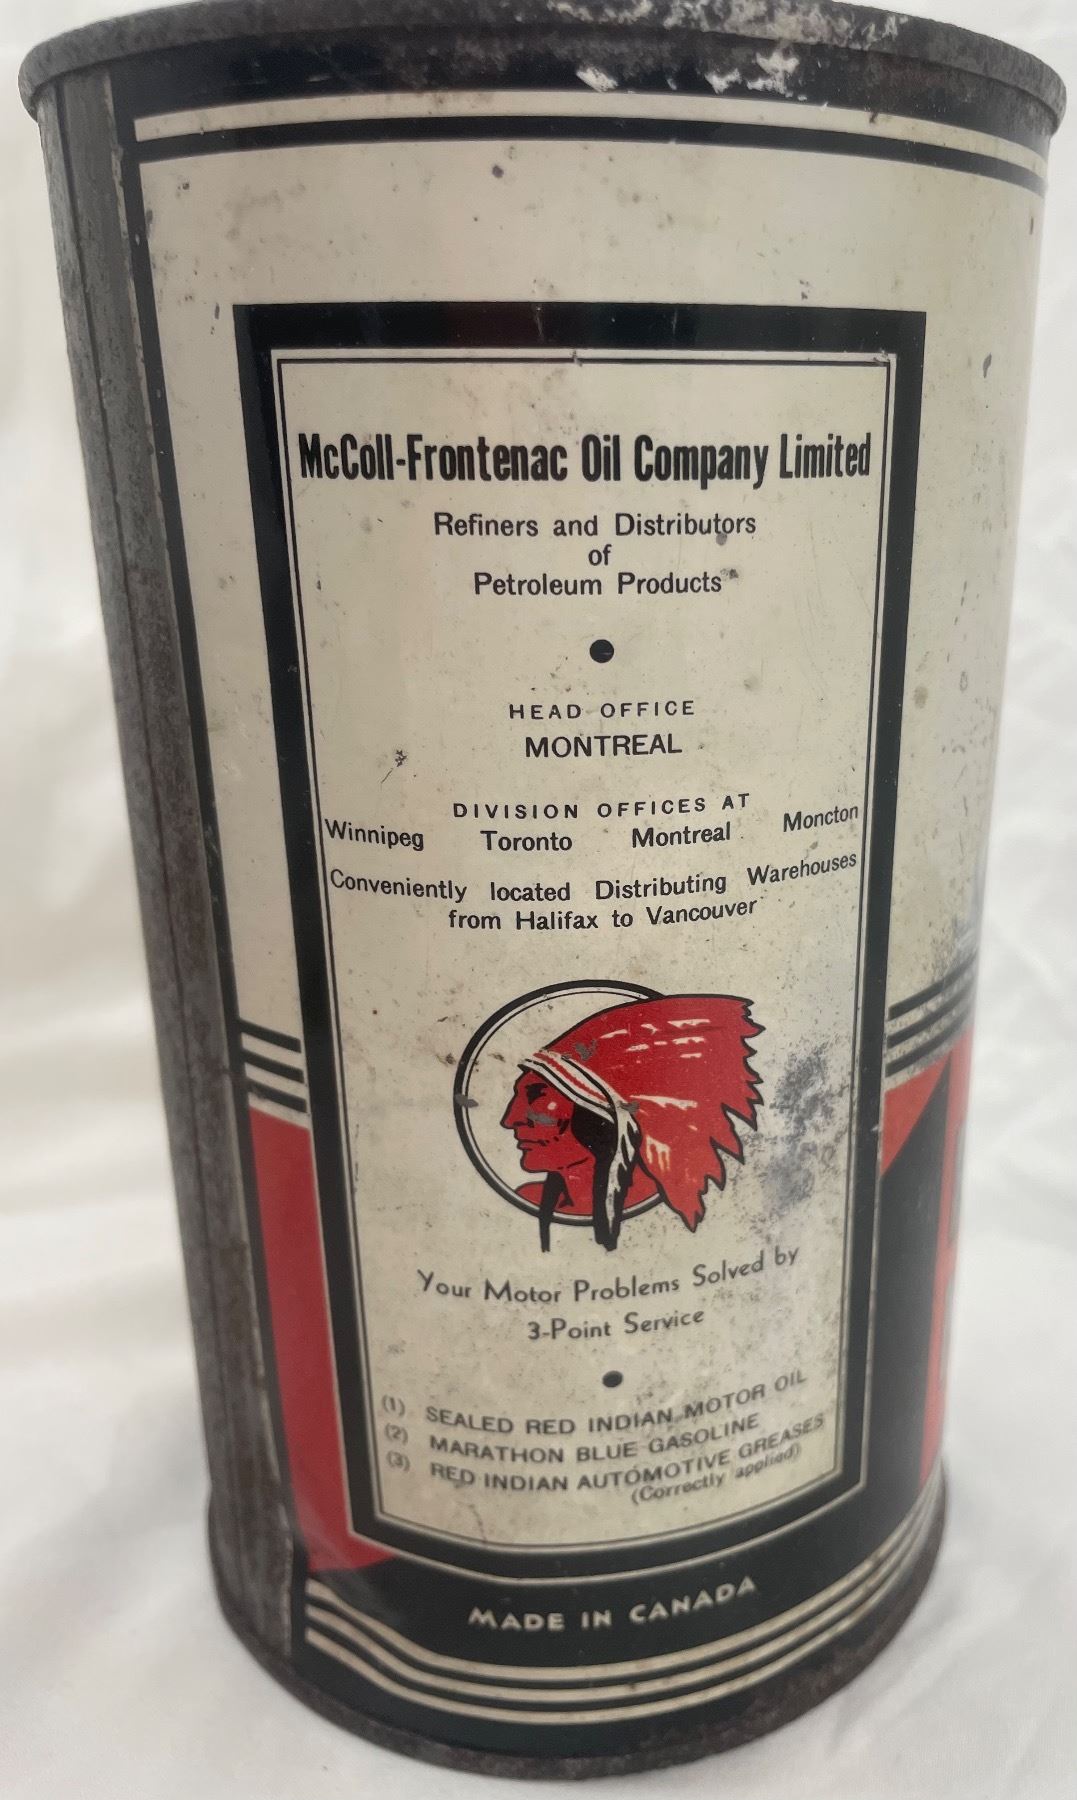 McColl-Frontenac Oil Company Limited
Refiners and Distributors
of
Petroleum Products
HEAD OFFICE
MONTREAL
DIVISION OFFICES AT
Winnipeg Toronto Montreal Moncton
Conveniently located Distributing Warehouses
from Halifax to Vancouver
Your Motor Problems Solved by
3-Point Service
(1) SEALED RED INDIAN MOTOR OIL
(2) MARATHON BLUE GASOLINE
(3) RED INDIAN AUTOMOTIVE GREASES
(Correctly applied)
MADE IN CANADA